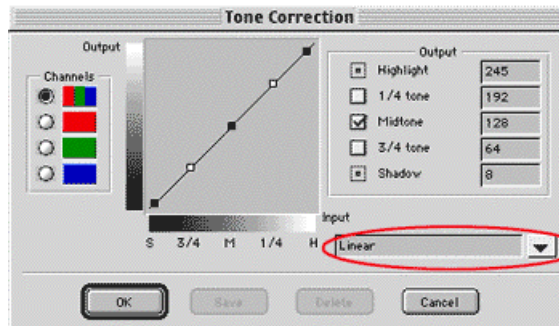 Tone Correction
Output
Channels
Output
Highlight 245
1/4 tone 192
Midtone 128
3/4 tone 64
Shadow 8
Input
S 3/4 M 1/4 H
Linear
OK Save Delete Cancel